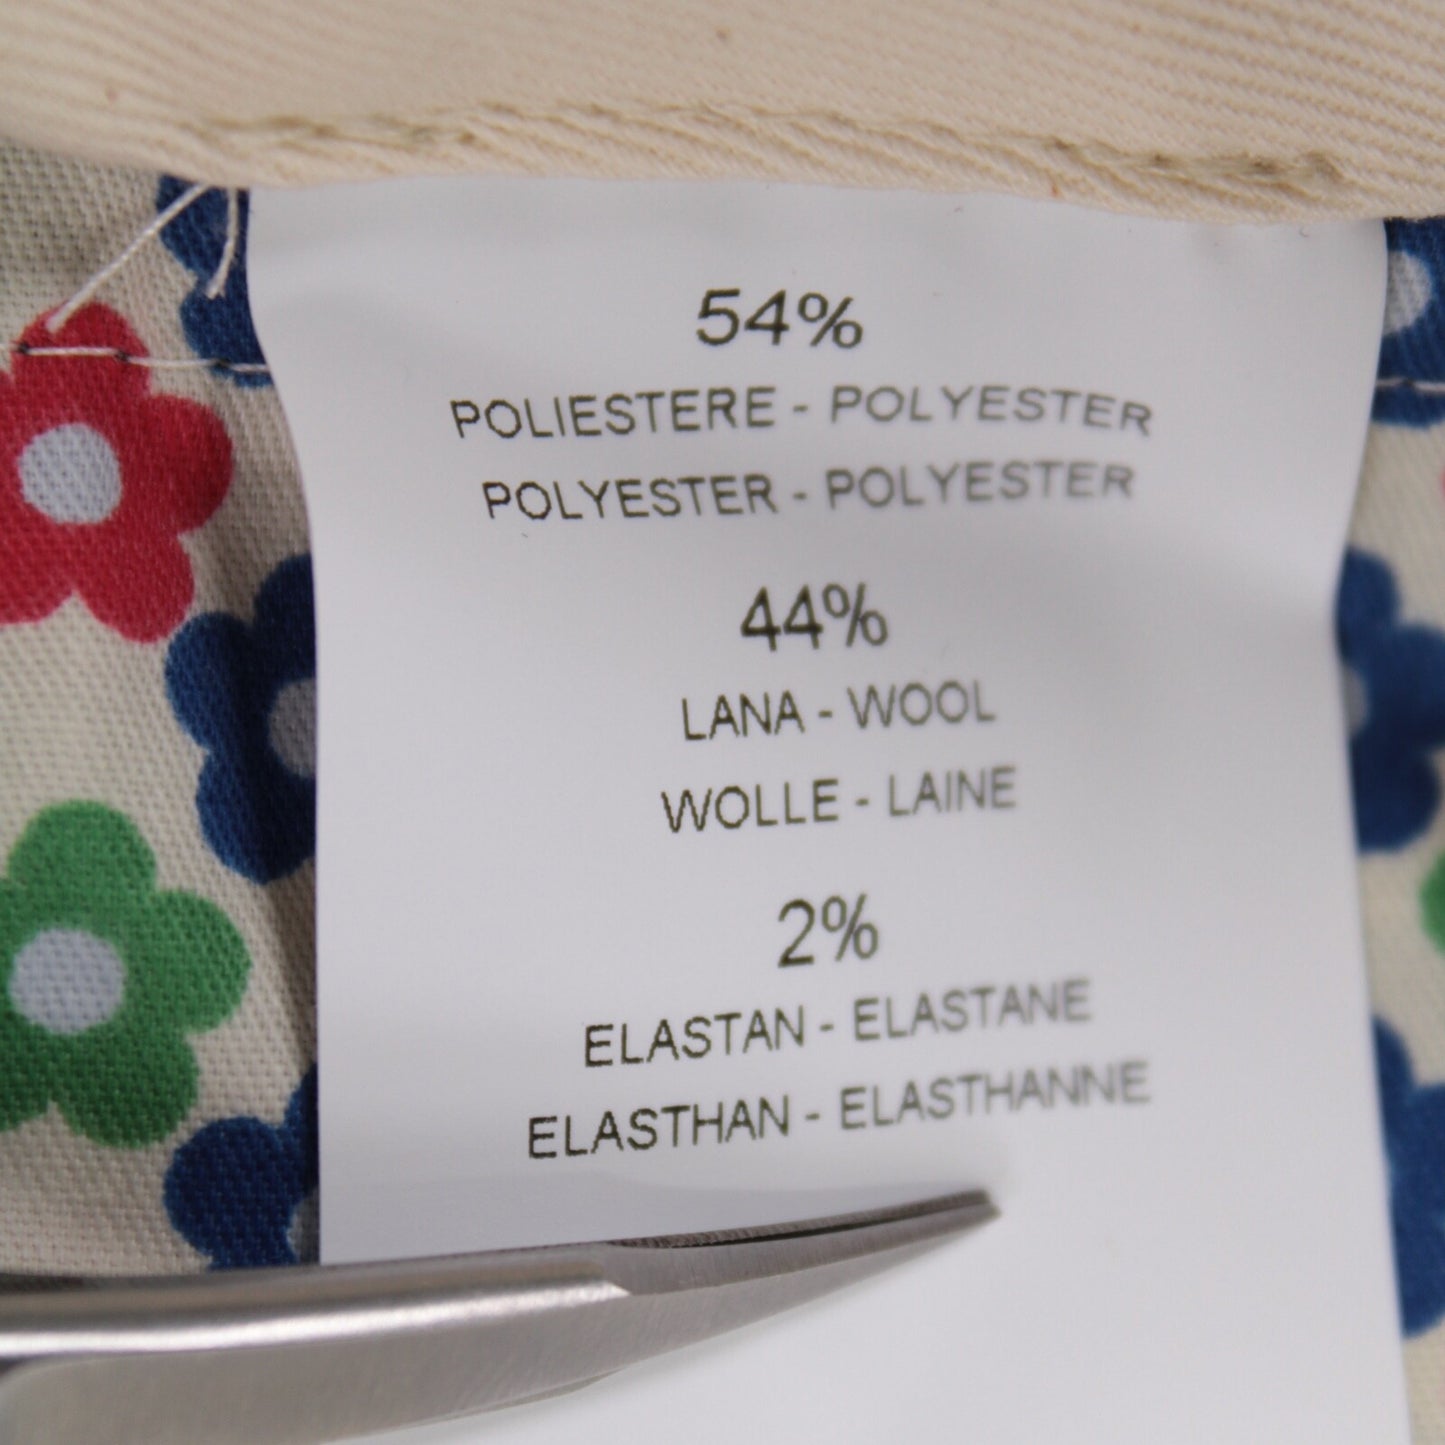 54%
POLIESTERE - POLYESTER
POLYESTER - POLYESTER
44%
LANA - WOOL
WOLLE - LAINE
2%
ELASTAN - ELASTANE
ELASTHAN - ELASTHANNE